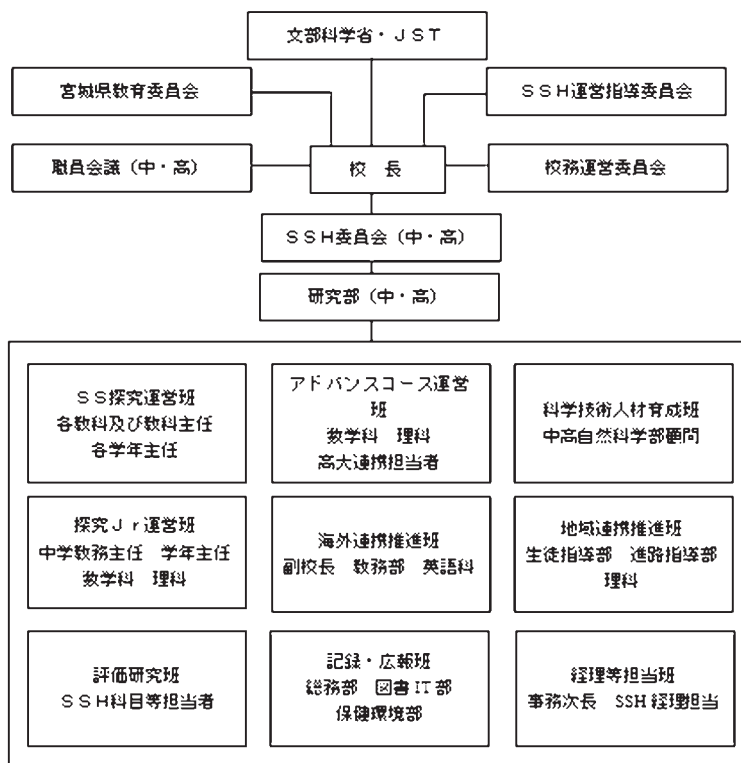 文部科学省・ＪＳＴ
宮城県教育委員会
ＳＳＨ運営指導委員会
職員会議（中・高）
校　長
校務運営委員会
ＳＳＨ委員会（中・高）
研究部（中・高）
ＳＳ探究運営班
各教科及び教科主任
各学年主任
アドバンスコース運営
班
数学科　理科
高大連携担当者
科学技術人材育成班
中高自然科学部顧問
探究Ｊｒ運営班
中学教務主任　学年主任
数学科　理科
海外連携推進班
副校長　教務部　英語科
地域連携推進班
生徒指導部　進路指導部
理科
評価研究班
ＳＳＨ科目等担当者
記録・広報班
総務部　図書IT部
保健環境部
経理等担当班
事務次長　SSH経理担当